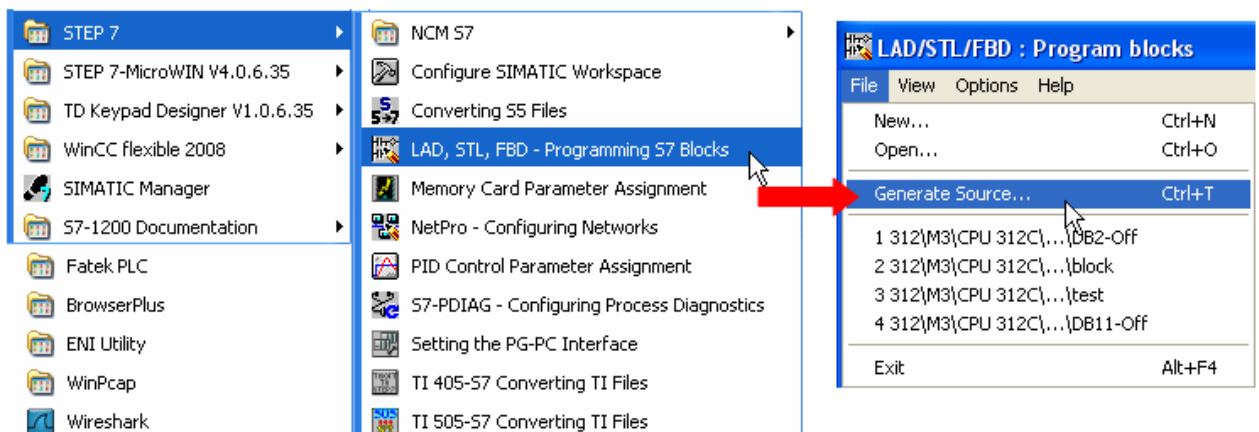 STEP 7
STEP 7-MicroWIN V4.0.6.35
TD Keypad Designer V1.0.6.35
WinCC flexible 2008
SIMATIC Manager
S7-1200 Documentation
Fatek PLC
BrowserPlus
ENI Utility
WinPcap
Wireshark
NCM S7
Configure SIMATIC Workspace
Converting S5 Files
LAD, STL, FBD - Programming S7 Blocks
Memory Card Parameter Assignment
NetPro - Configuring Networks
PID Control Parameter Assignment
S7-PDIAG - Configuring Process Diagnostics
Setting the PG-PC Interface
TI 405-S7 Converting TI Files
TI 505-S7 Converting TI Files
LAD/STL/FBD : Program blocks
File View Options Help
New... Ctrl+N
Open... Ctrl+O
Generate Source... Ctrl+T
1 312\M3\CPU 312C\...\DB2-Off
2 312\M3\CPU 312C\...\block
3 312\M3\CPU 312C\...\test
4 312\M3\CPU 312C\...\DB11-Off
Exit Alt+F4